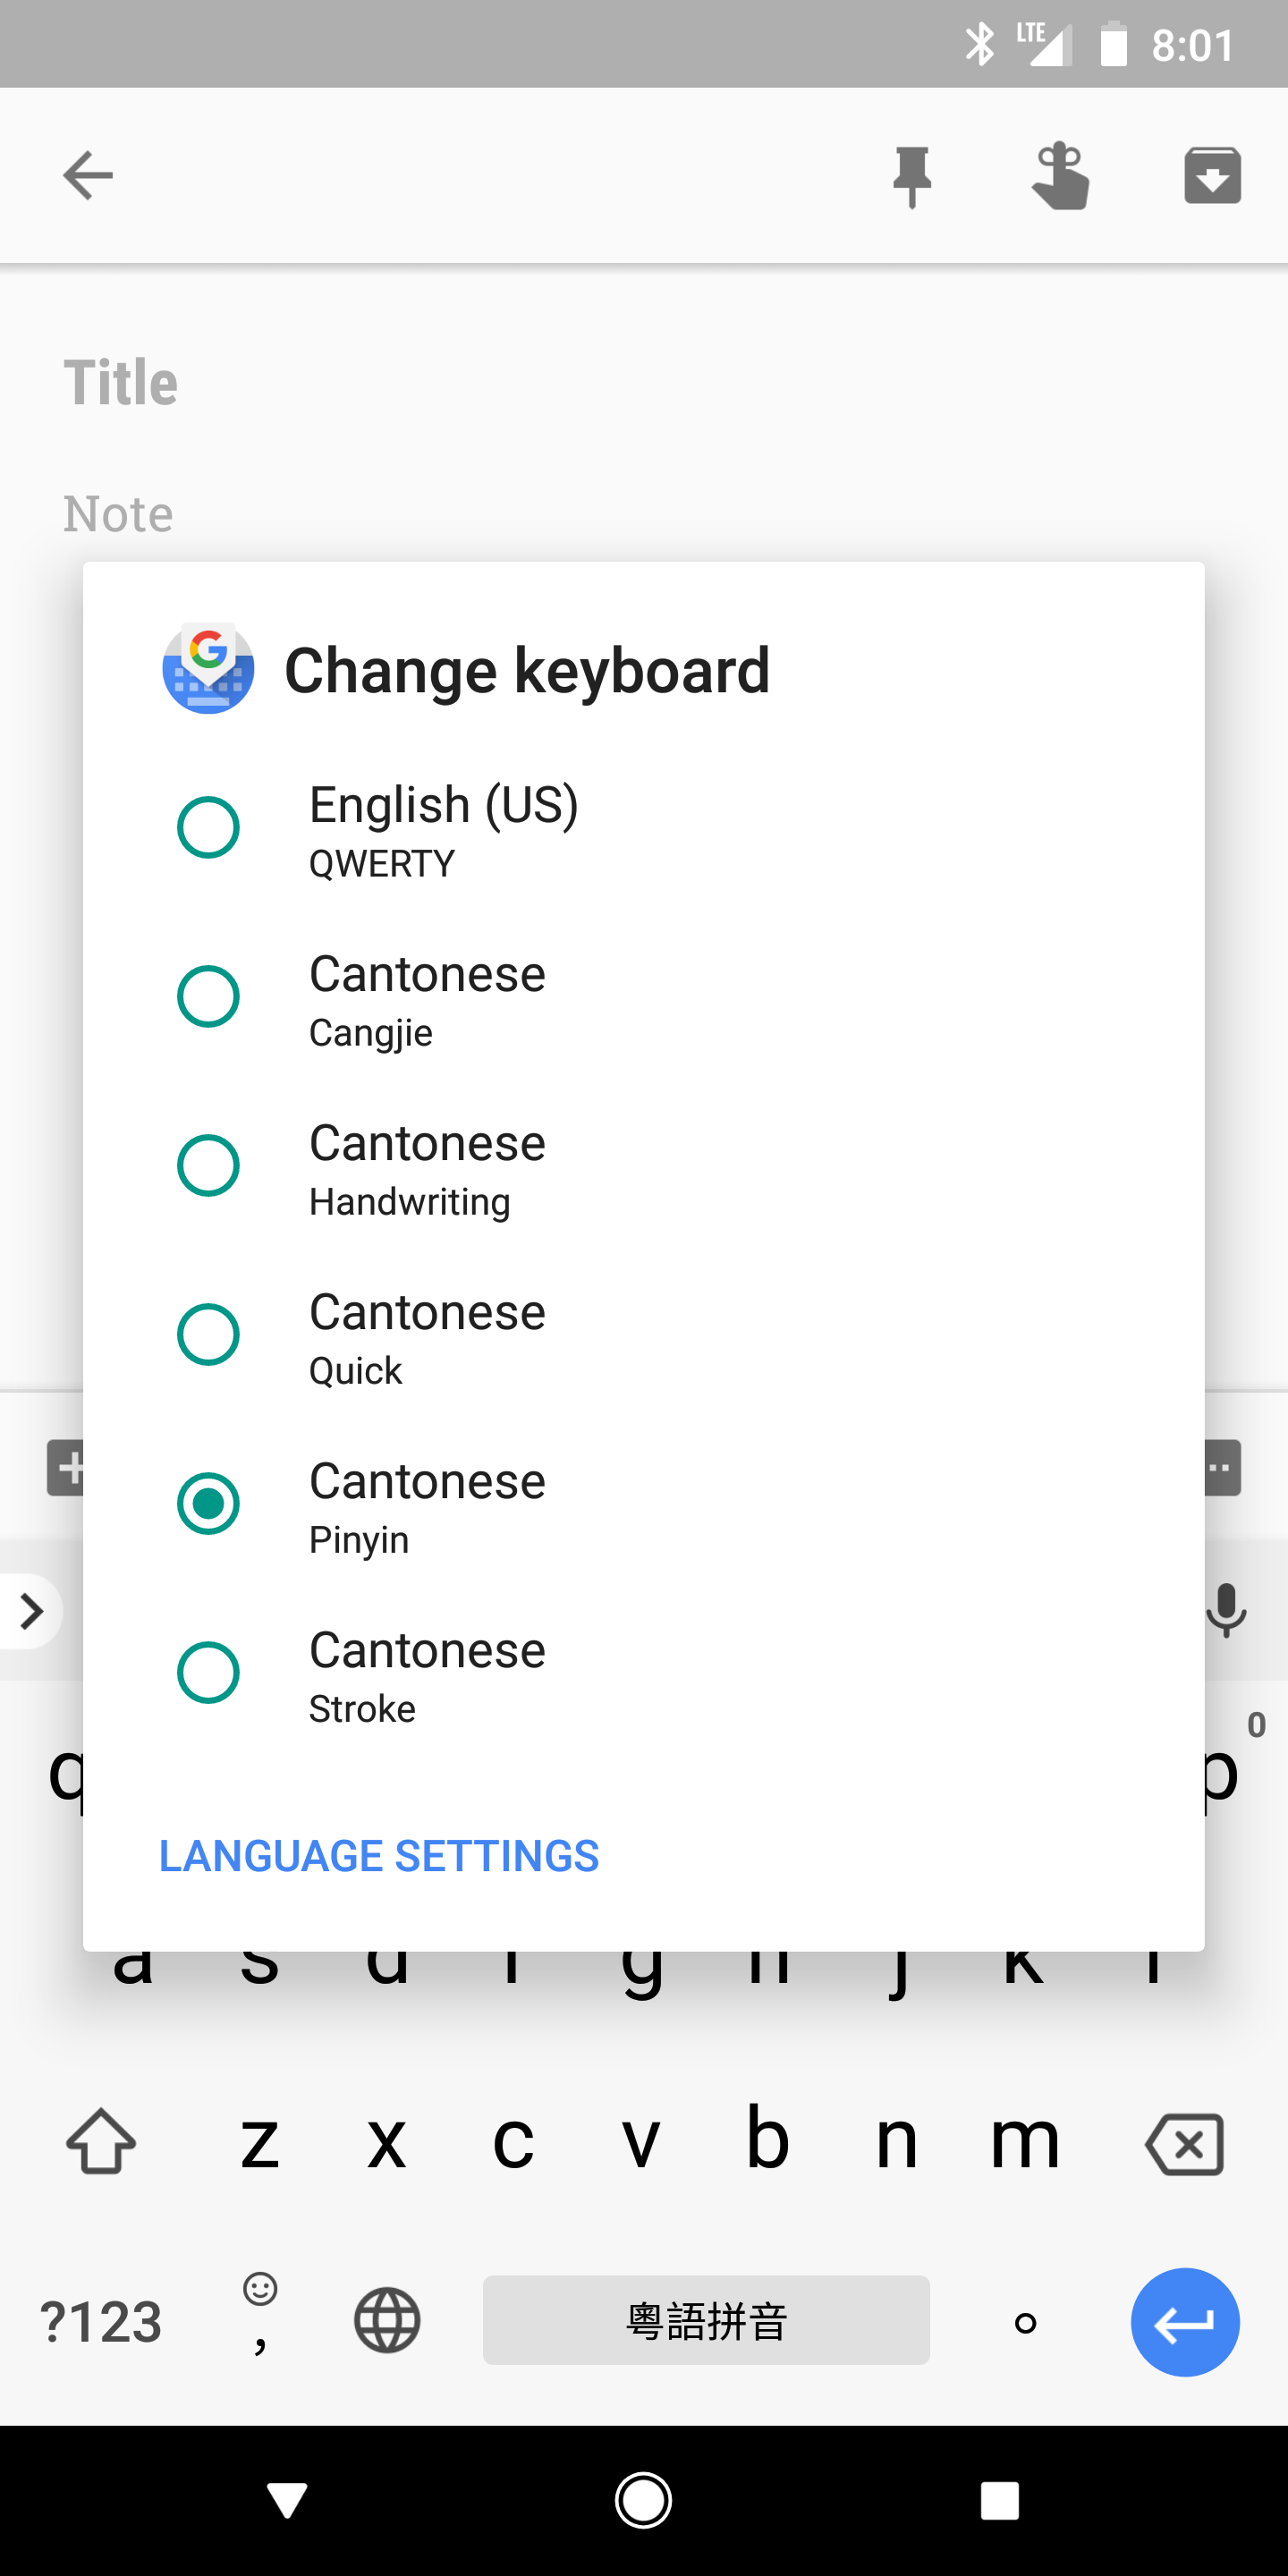 LTE 8:01
Title
Note
Change keyboard
English (US)
QWERTY
Cantonese
Cangjie
Cantonese
Handwriting
Cantonese
Quick
Cantonese
Pinyin
Cantonese
Stroke
0
q p
LANGUAGE SETTINGS
a s d f g h j k l
z x c v b n m
?123 , 粵語拼音 。